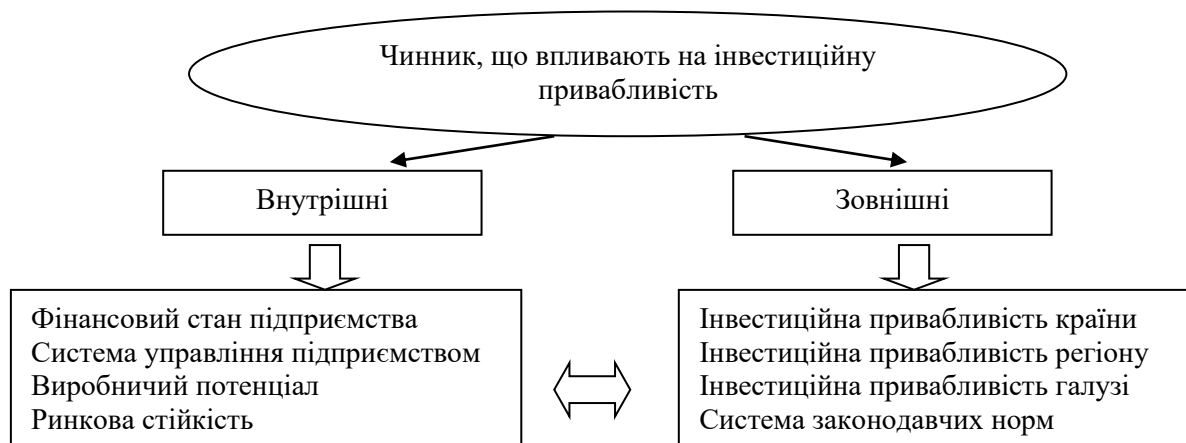 Чинник, що впливають на інвестиційну
привабливість
Внутрішні
Зовнішні
Фінансовий стан підприємства
Система управління підприємством
Виробничий потенціал
Ринкова стійкість
Інвестиційна привабливість країни
Інвестиційна привабливість регіону
Інвестиційна привабливість галузі
Система законодавчих норм